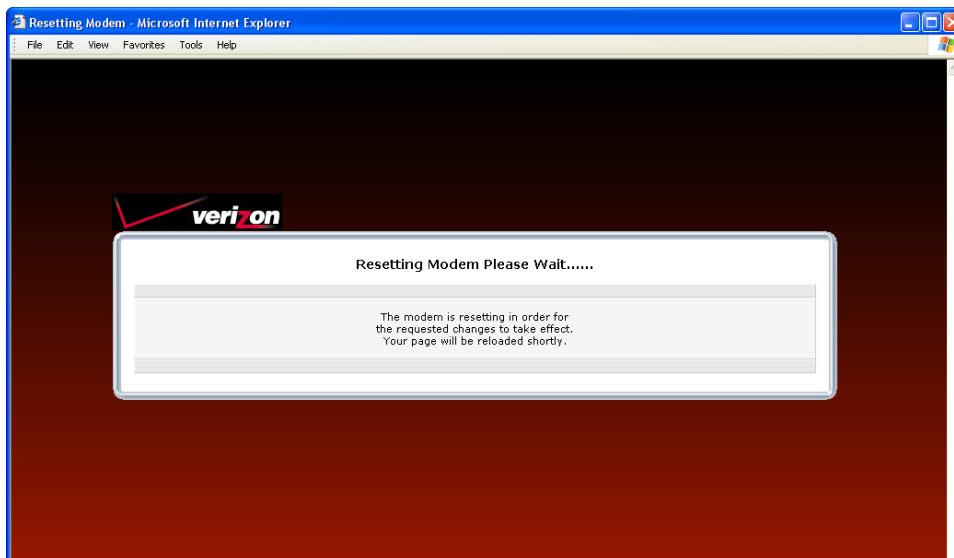 Resetting Modem - Microsoft Internet Explorer
File Edit View Favorites Tools Help
verizon
Resetting Modem Please Wait......
The modem is resetting in order for
the requested changes to take effect.
Your page will be reloaded shortly.